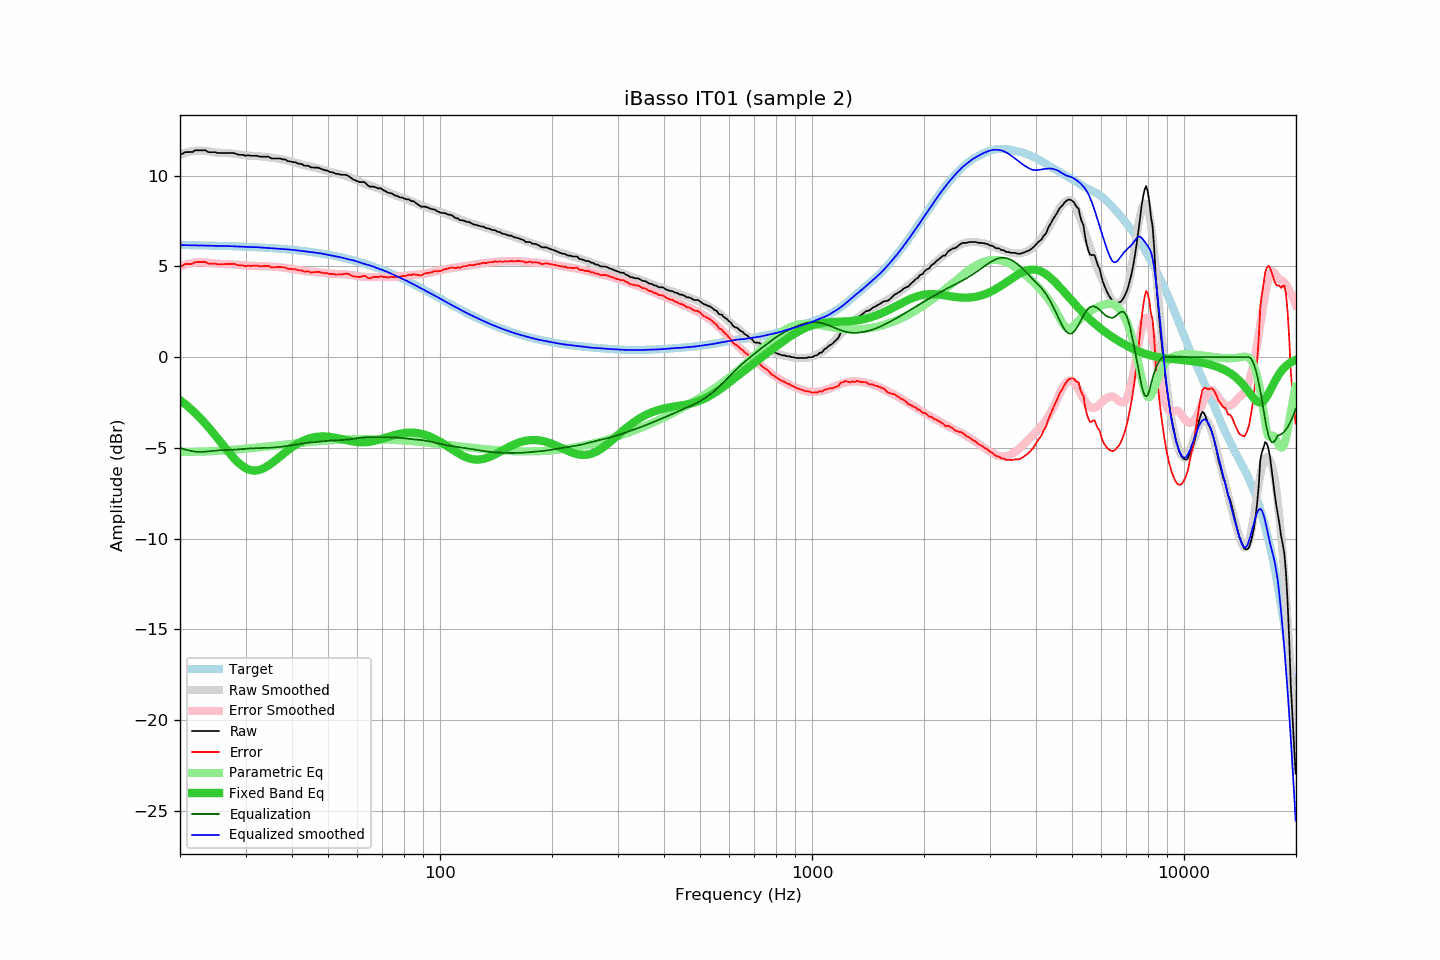 iBasso IT01 (sample 2)
Amplitude (dBr)
10
5
0
−5
−10
−15
−20
−25
Target
Raw Smoothed
Error Smoothed
Raw
Error
Parametric Eq
Fixed Band Eq
Equalization
Equalized smoothed
100
1000
10000
Frequency (Hz)